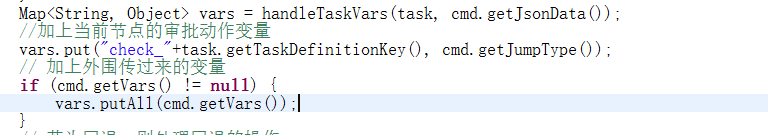 Map<String, Object> vars = handleTaskVars(task, cmd.getJsonData());
//加上当前节点的审批动作变量
vars.put("check_"+task.getTaskDefinitionKey(), cmd.getJumpType());
// 加上外围传过来的变量
if (cmd.getVars() != null) {
vars.putAll(cmd.getVars());
}